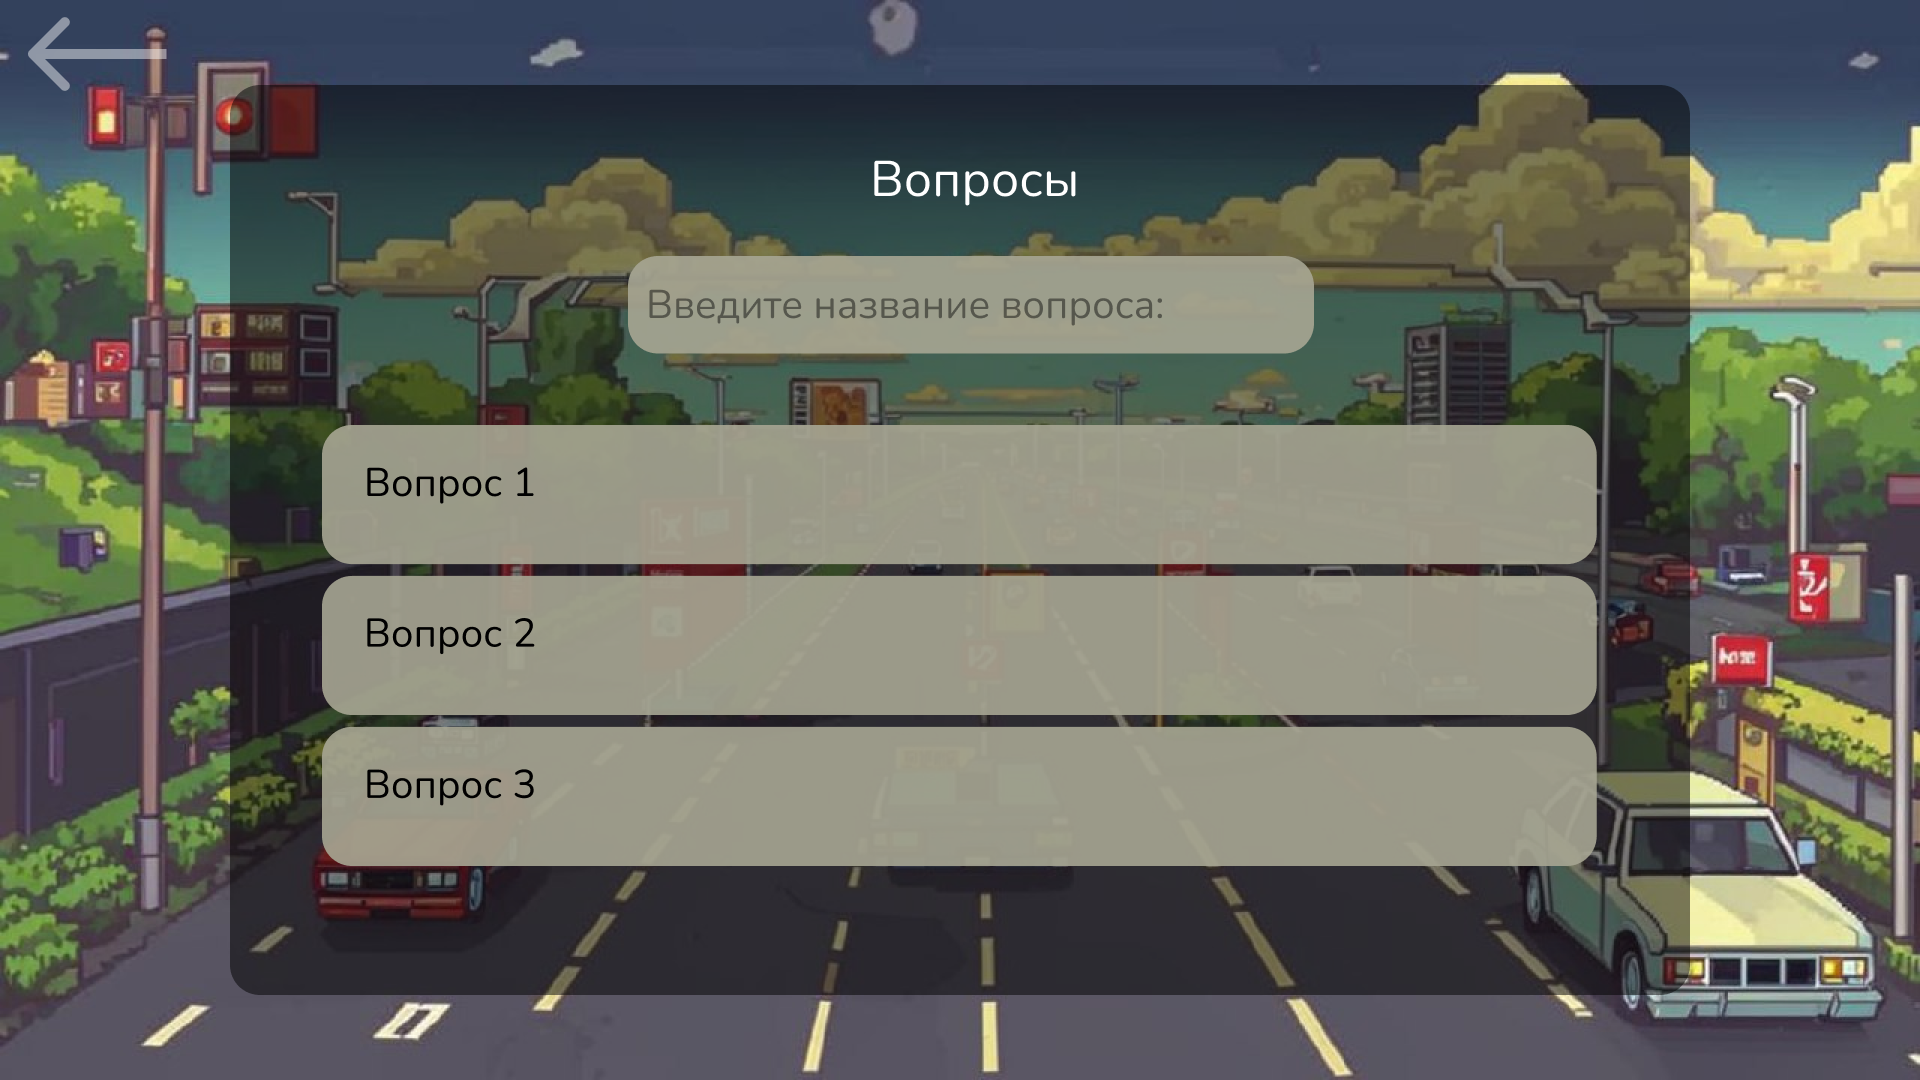 Вопросы
Введите название вопроса:
Вопрос 1
Вопрос 2
Вопрос 3